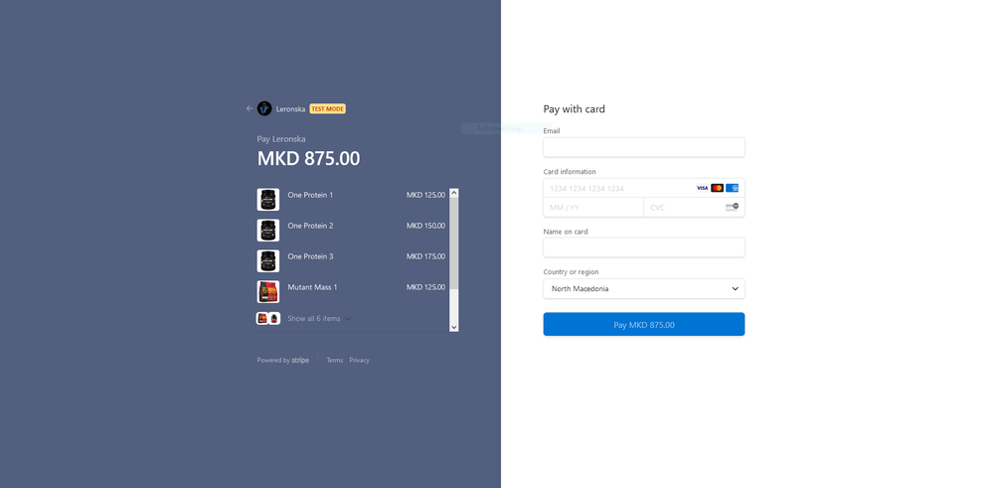 Leronska TEST MODE
Pay Leronska
MKD 875.00
One Protein 1 MKD 125.00
One Protein 2 MKD 150.00
One Protein 3 MKD 175.00
Mutant Mass 1 MKD 125.00
Show all 6 items
Powered by stripe Terms Privacy
Pay with card
Email
Card information
1234 1234 1234 1234 VISA
MM / YY CVC
Name on card
Country or region
North Macedonia
Pay MKD 875.00